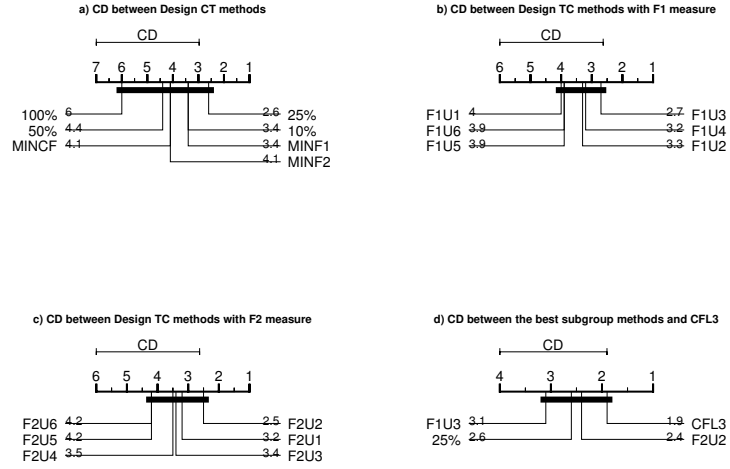 a) CD between Design CT methods
CD
7 6 5 4 3 2 1
100% 6 2.6 25%
50% 4.4 3.4 10%
MINCF 4.1 3.4 MINF1
4.1 MINF2
b) CD between Design TC methods with F1 measure
CD
6 5 4 3 2 1
F1U1 4 2.7 F1U3
F1U6 3.9 3.2 F1U4
F1U5 3.9 3.3 F1U2
c) CD between Design TC methods with F2 measure
CD
6 5 4 3 2 1
F2U6 4.2 2.5 F2U2
F2U5 4.2 3.2 F2U1
F2U4 3.5 3.4 F2U3
d) CD between the best subgroup methods and CFL3
CD
4 3 2 1
F1U3 3.1 1.9 CFL3
25% 2.6 2.4 F2U2